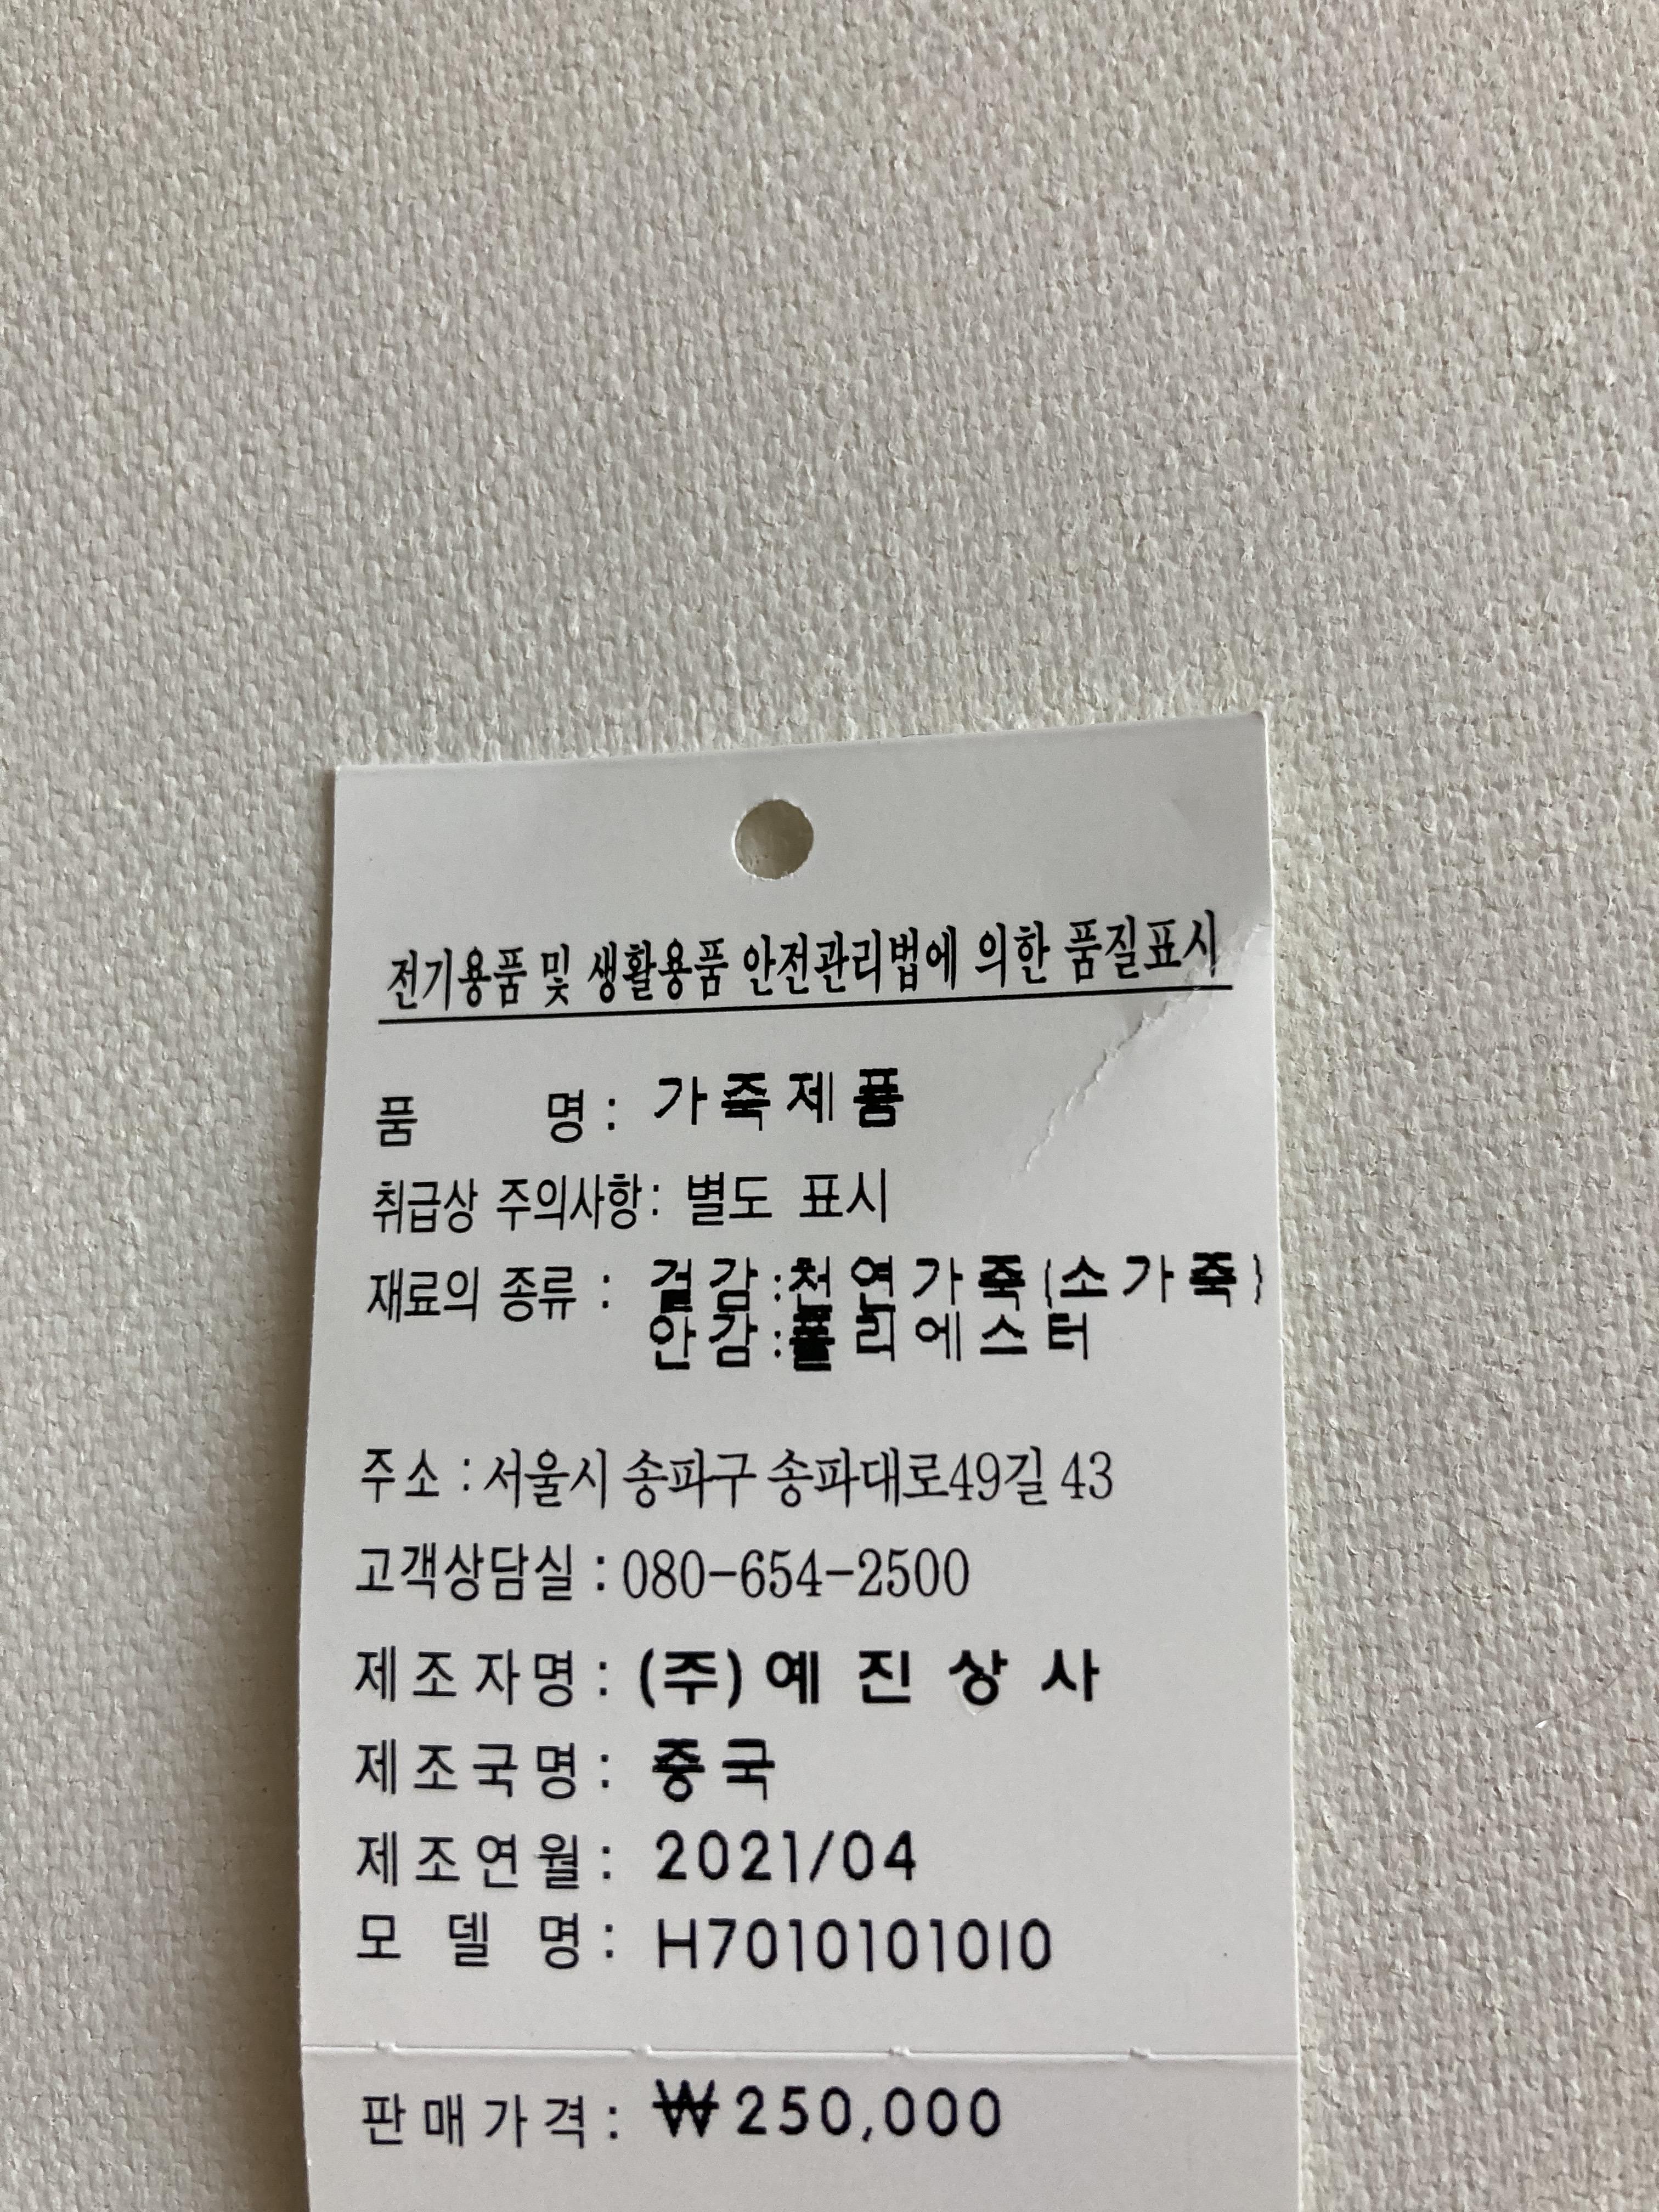 전기용품 및 생활용품 안전관리법에 의한 품질표시
품 명 : 가죽제품
취급상 주의사항 : 별도 표시
재료의 종류 : 겉감:천연가죽(소가죽)
안감:폴리에스터
주소 : 서울시 송파구 송파대로49길 43
고객상담실 : 080-654-2500
제조자명 : (주) 예진상사
제조국명 : 중국
제조연월 : 2021/04
모델명 : H7010101010
판매가격 : ₩250,000